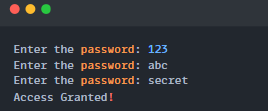 Enter the password: 123
Enter the password: abc
Enter the password: secret
Access Granted!